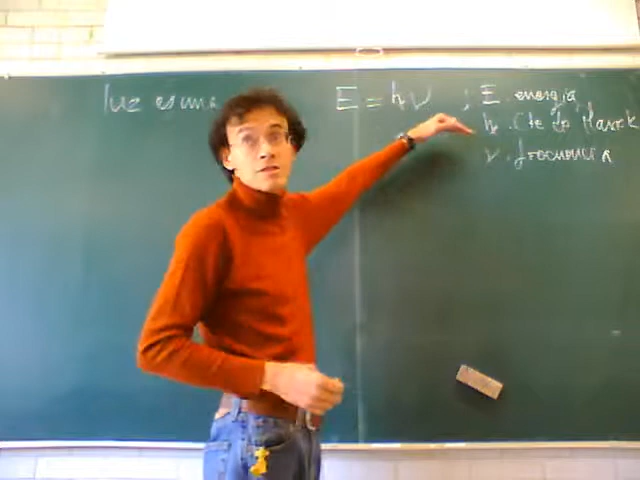 luz es una E = hν ; E. energía,
h. Cte de Planck
ν. frecuencia